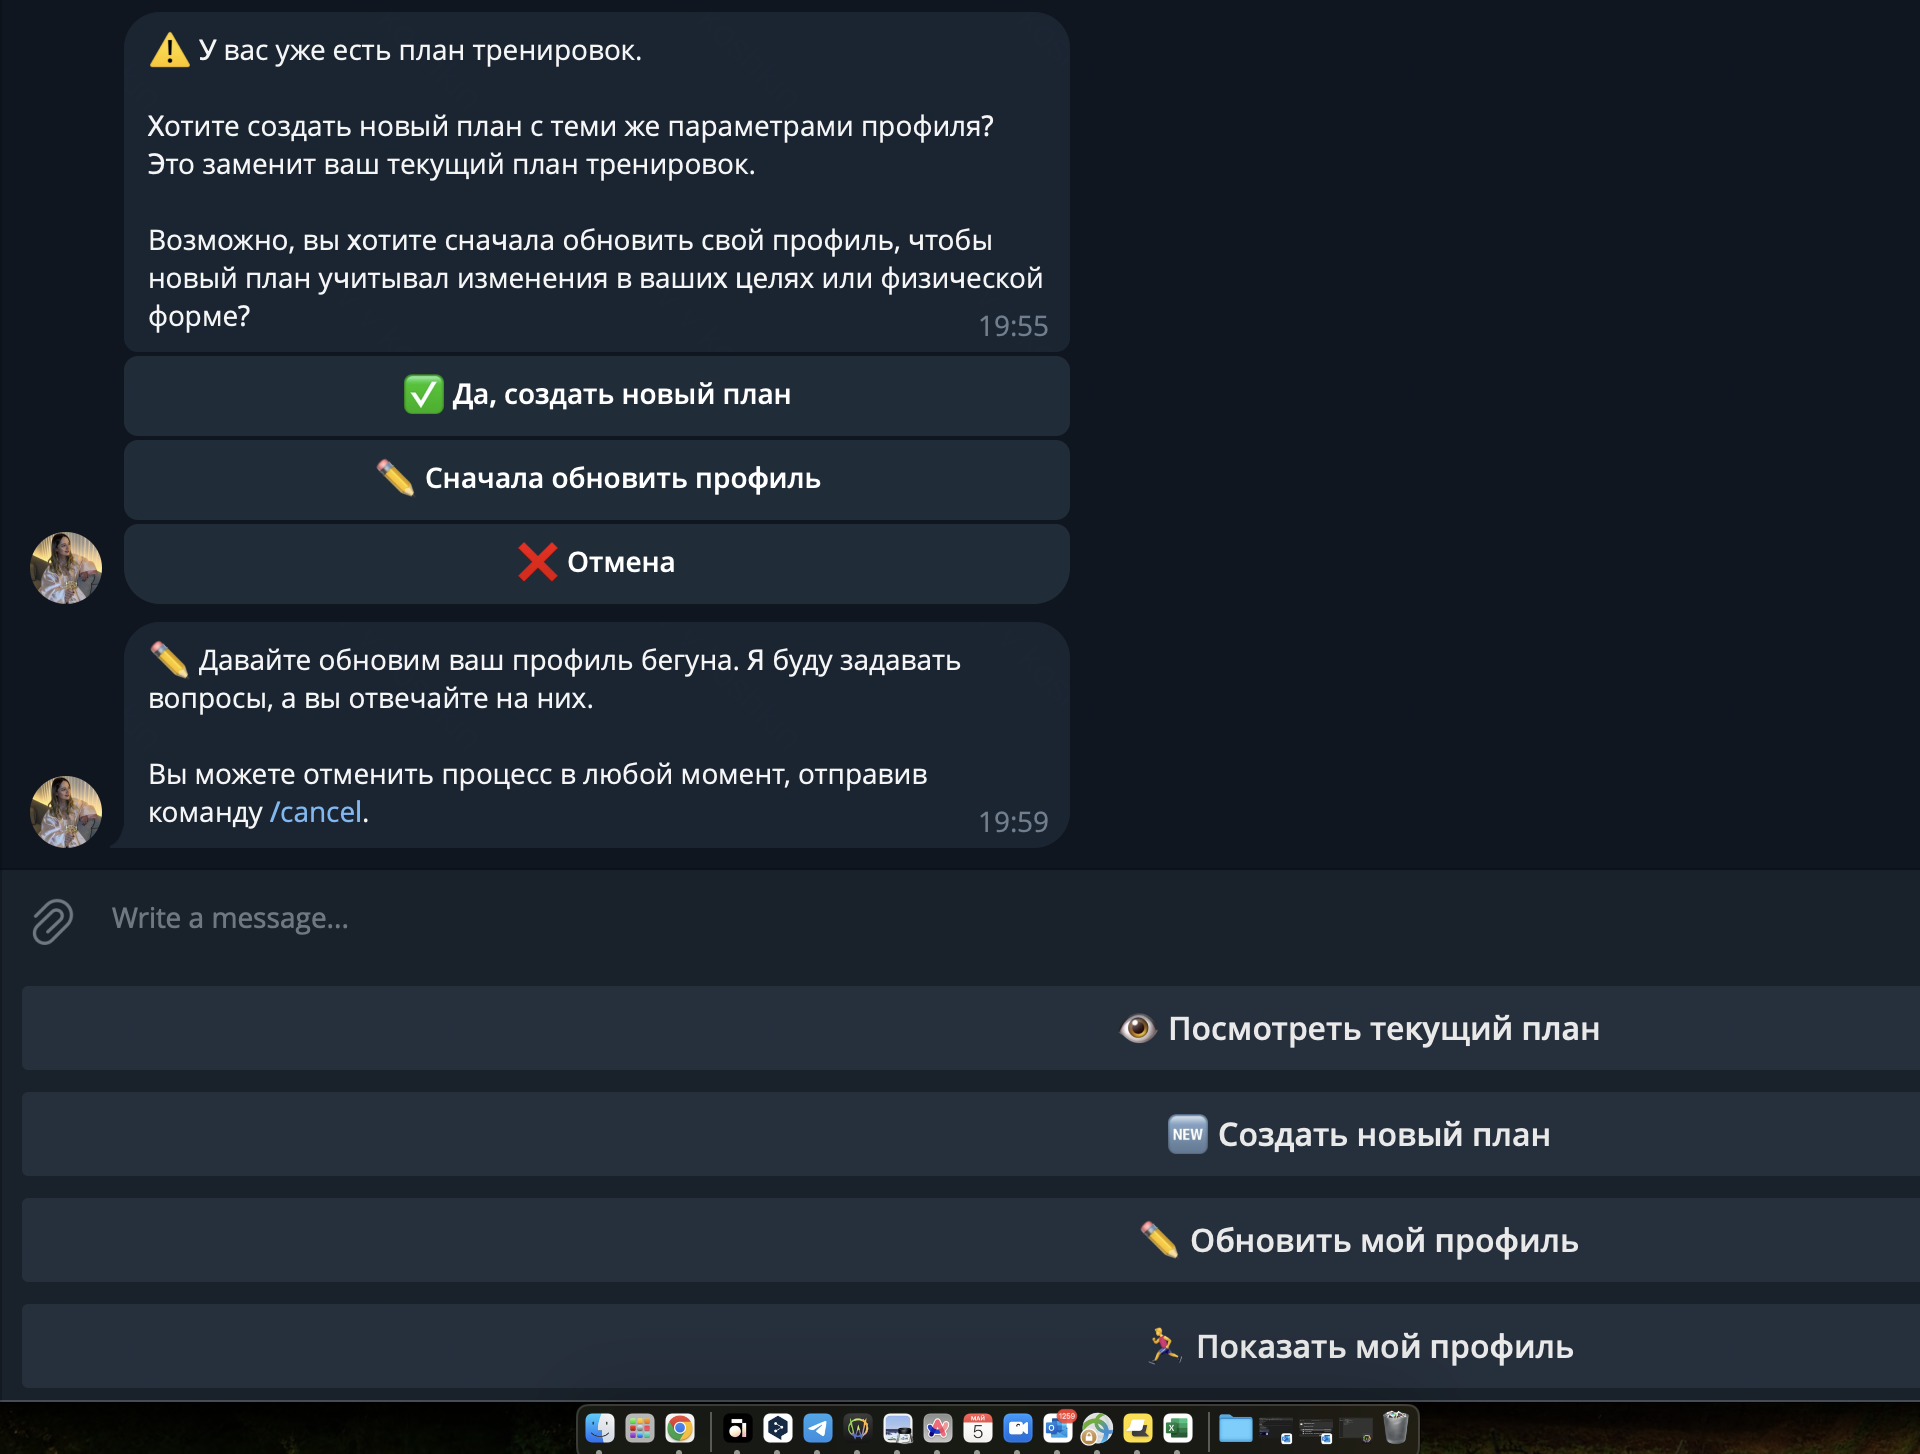 У вас уже есть план тренировок.
Хотите создать новый план с теми же параметрами профиля?
Это заменит ваш текущий план тренировок.
Возможно, вы хотите сначала обновить свой профиль, чтобы
новый план учитывал изменения в ваших целях или физической
форме?
19:55
Да, создать новый план
Сначала обновить профиль
Отмена
Давайте обновим ваш профиль бегуна. Я буду задавать
вопросы, а вы отвечайте на них.
Вы можете отменить процесс в любой момент, отправив
команду /cancel.
19:59
Write a message...
Посмотреть текущий план
NEW Создать новый план
Обновить мой профиль
Показать мой профиль
МАЙ
5
1259